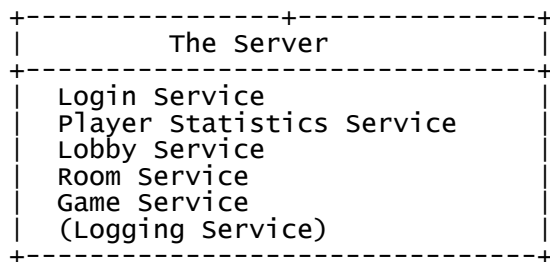 +----------------+---------------+
|          The Server            |
+--------------------------------+
|  Login Service                 |
|  Player Statistics Service     |
|  Lobby Service                 |
|  Room Service                  |
|  Game Service                  |
|  (Logging Service)             |
+--------------------------------+